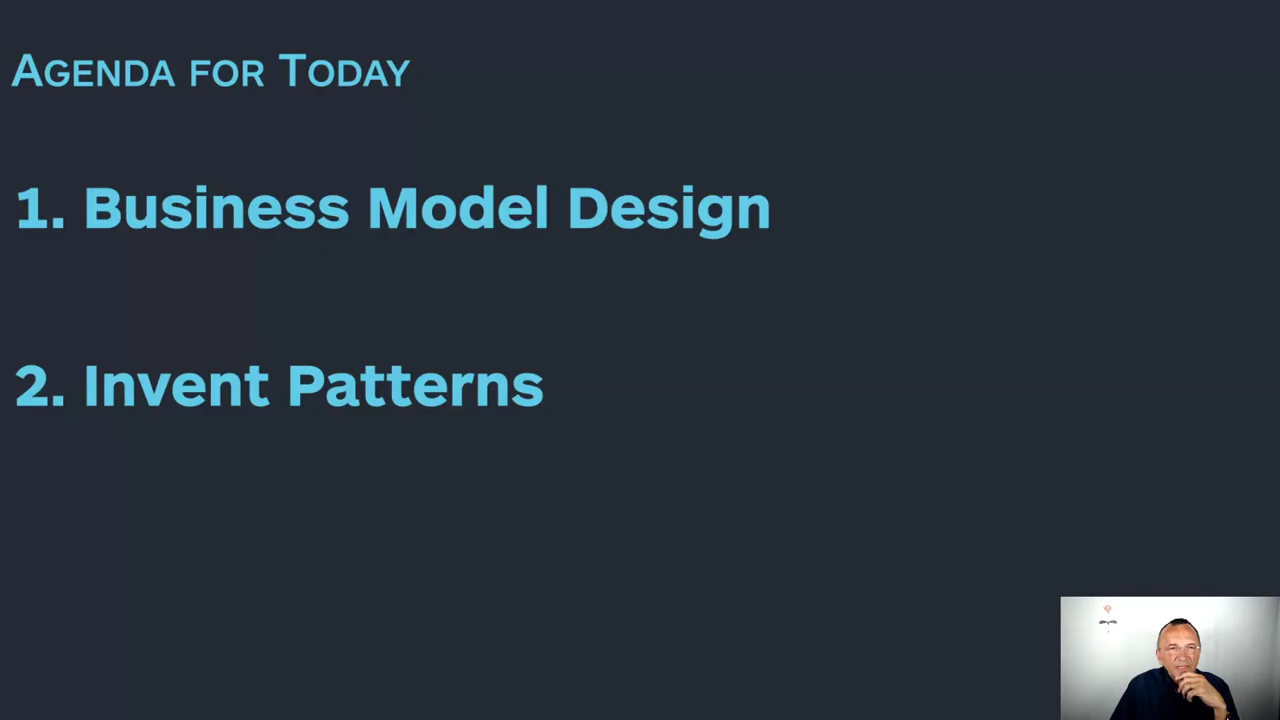 Agenda for Today
1. Business Model Design
2. Invent Patterns